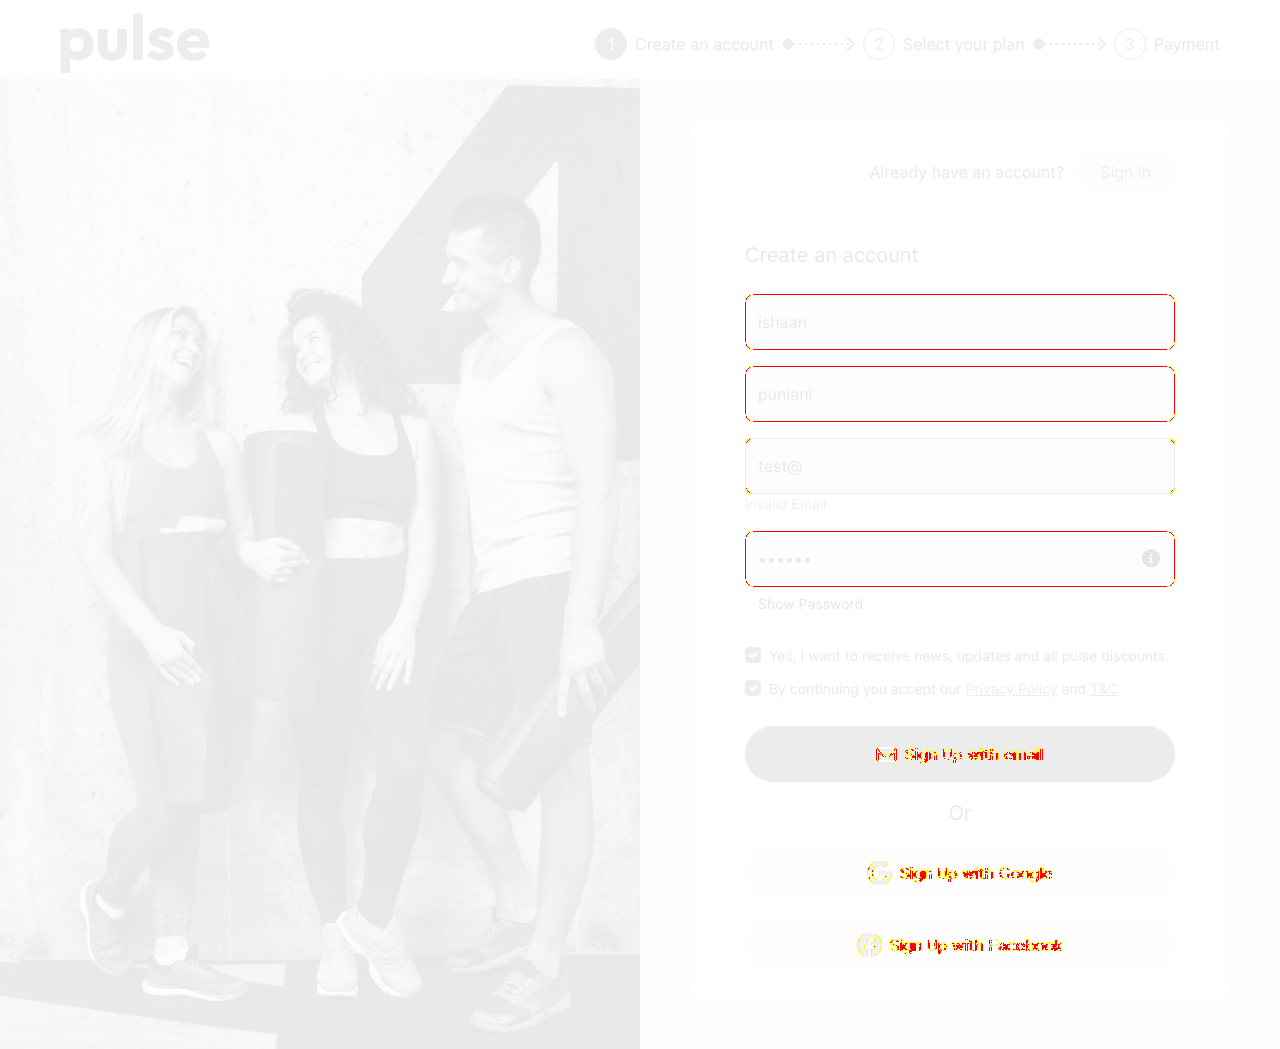 pulse
1 Create an account 2 Select your plan 3 Payment
Already have an account? Sign in
Create an account
ishaan
puniani
test@
Invalid Email
••••••
Show Password
Yes, I want to receive news, updates and all pulse discounts.
By continuing you accept our Privacy Policy and T&C.
Sign Up with email
Or
Sign Up with Google
Sign Up with Facebook